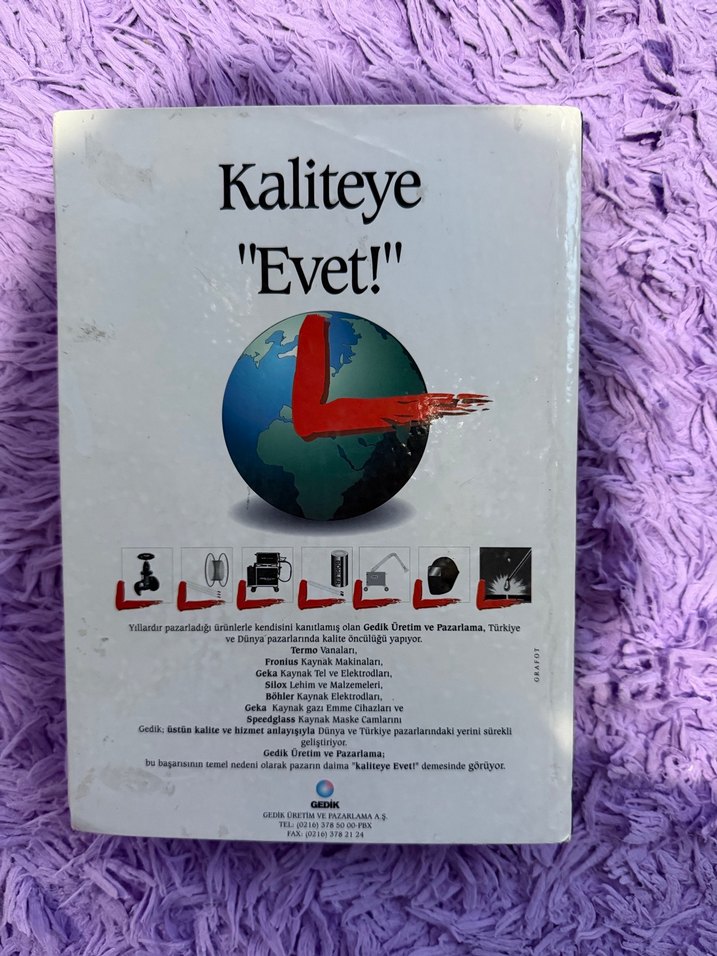 Kaliteye
"Evet!"
Yıllardır pazarladığı ürünlerle kendisini kanıtlamış olan Gedik Üretim ve Pazarlama, Türkiye
ve Dünya pazarlarında kalite öncülüğü yapıyor.
Termo Vanaları,
Fronius Kaynak Makinaları,
Geka Kaynak Tel ve Elektrodları,
Silox Lehim ve Malzemeleri,
Böhler Kaynak Elektrodları,
Geka Kaynak gazı Emme Cihazları ve
Speedglass Kaynak Maske Camlarını
Gedik; üstün kalite ve hizmet anlayışıyla Dünya ve Türkiye pazarlarındaki yerini sürekli
geliştiriyor.
Gedik Üretim ve Pazarlama;
bu başarısının temel nedeni olarak pazarın daima "kaliteye Evet!" demesinde görüyor.
GRAFOT
GEDİK
GEDİK ÜRETİM VE PAZARLAMA A.Ş.
TEL: (0216) 378 50 00-PBX
FAX: (0216) 378 21 24